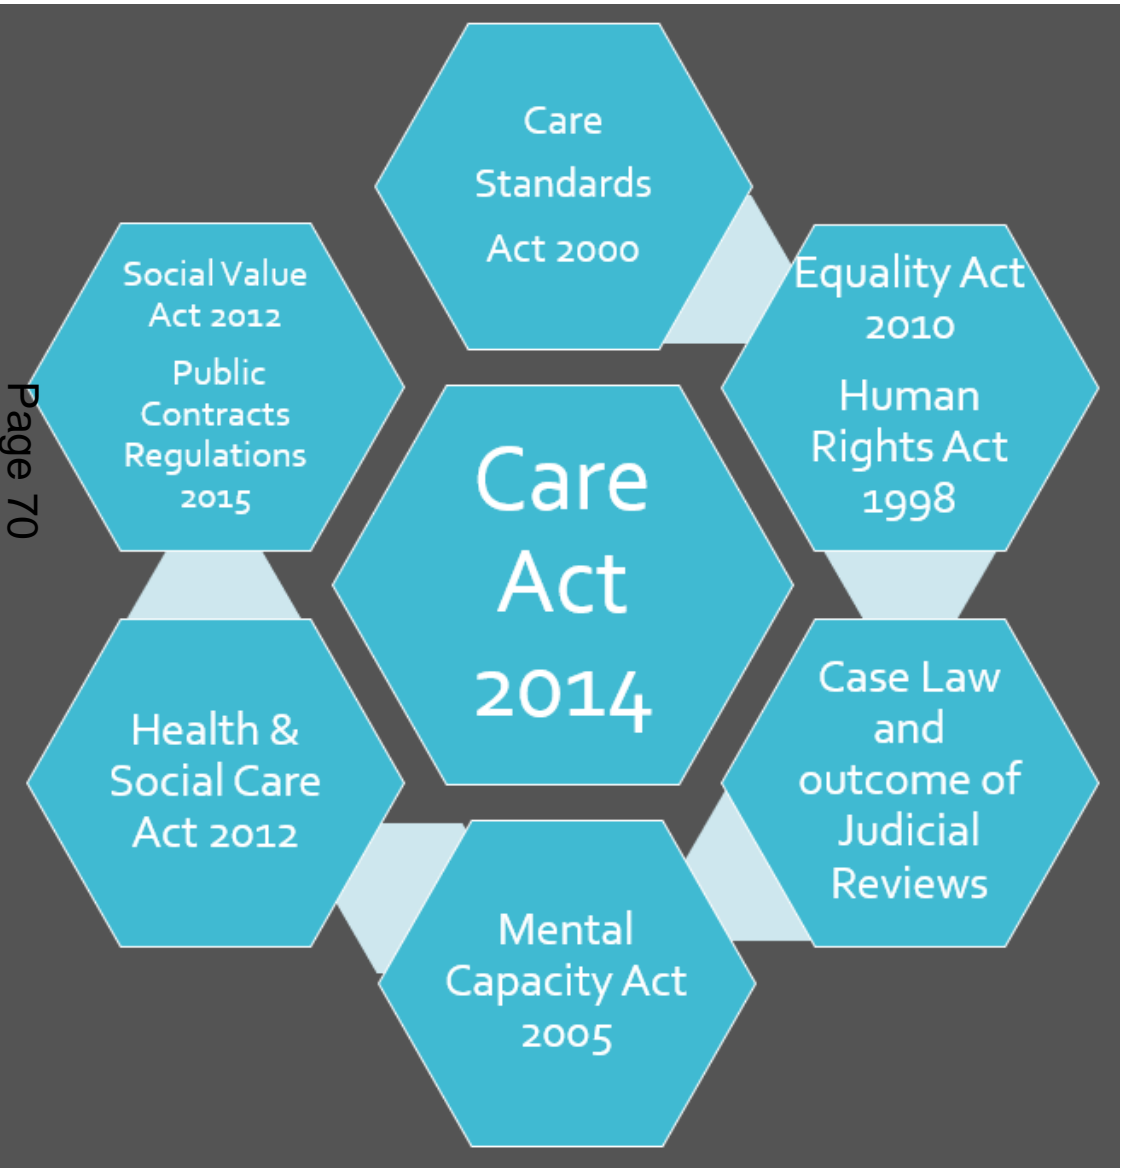 Care
Standards
Act 2000
Equality Act
2010
Human
Rights Act
1998
Case Law
and
outcome of
Judicial
Reviews
Mental
Capacity Act
2005
Health &
Social Care
Act 2012
Social Value
Act 2012
Public
Contracts
Regulations
2015
Care
Act
2014
Page 70